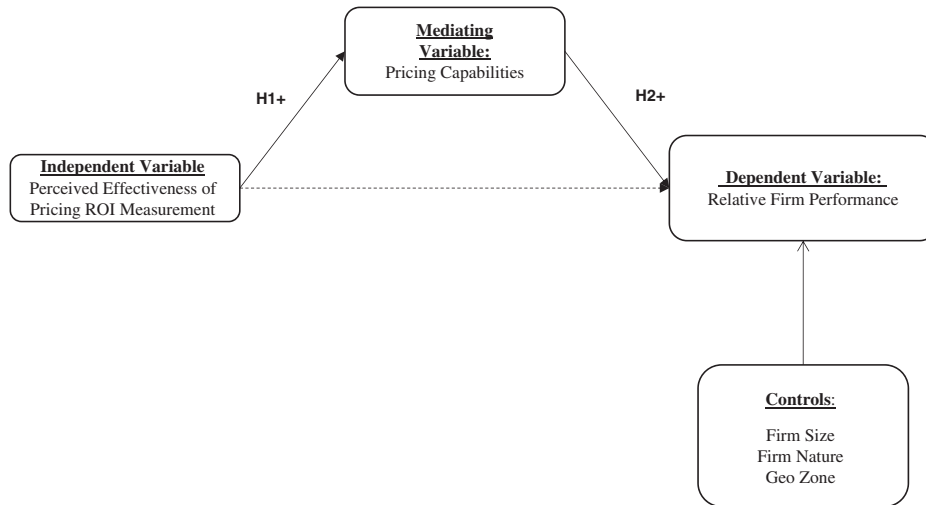 Mediating
Variable:
Pricing Capabilities
H1+
H2+
Independent Variable
Perceived Effectiveness of
Pricing ROI Measurement
Dependent Variable:
Relative Firm Performance
Controls:
Firm Size
Firm Nature
Geo Zone